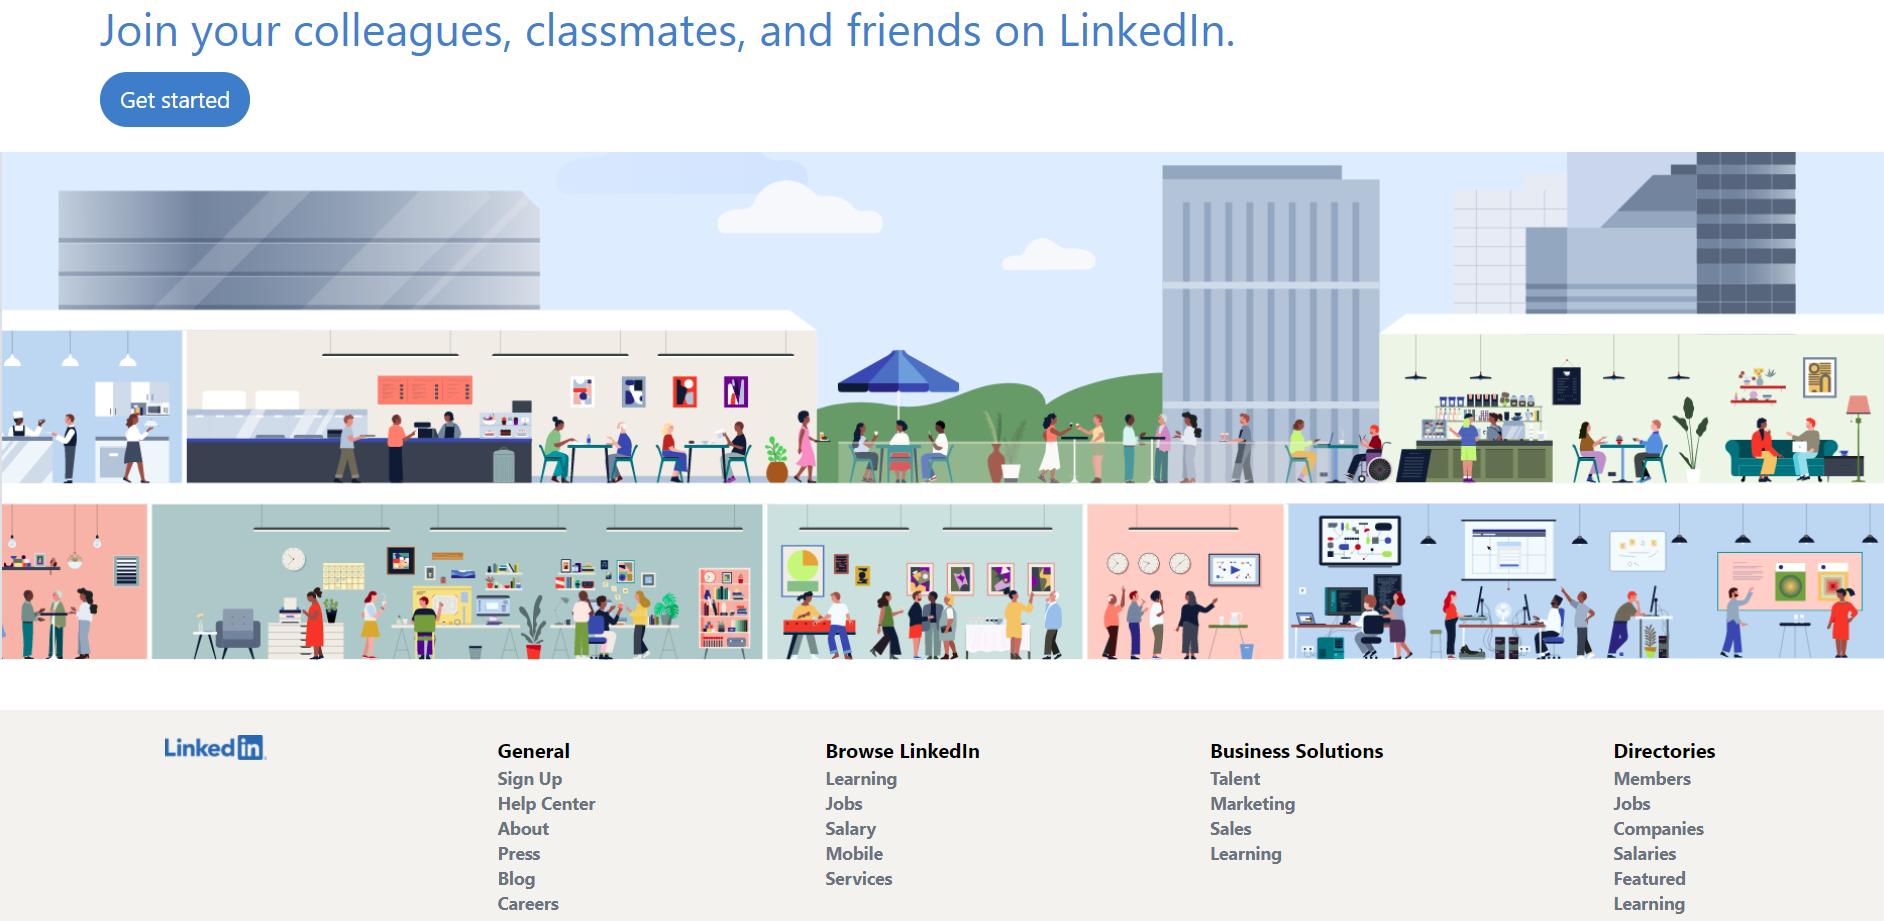 Join your colleagues, classmates, and friends on LinkedIn.
Get started
LinkedIn
General
Sign Up
Help Center
About
Press
Blog
Careers
Browse LinkedIn
Learning
Jobs
Salary
Mobile
Services
Business Solutions
Talent
Marketing
Sales
Learning
Directories
Members
Jobs
Companies
Salaries
Featured
Learning